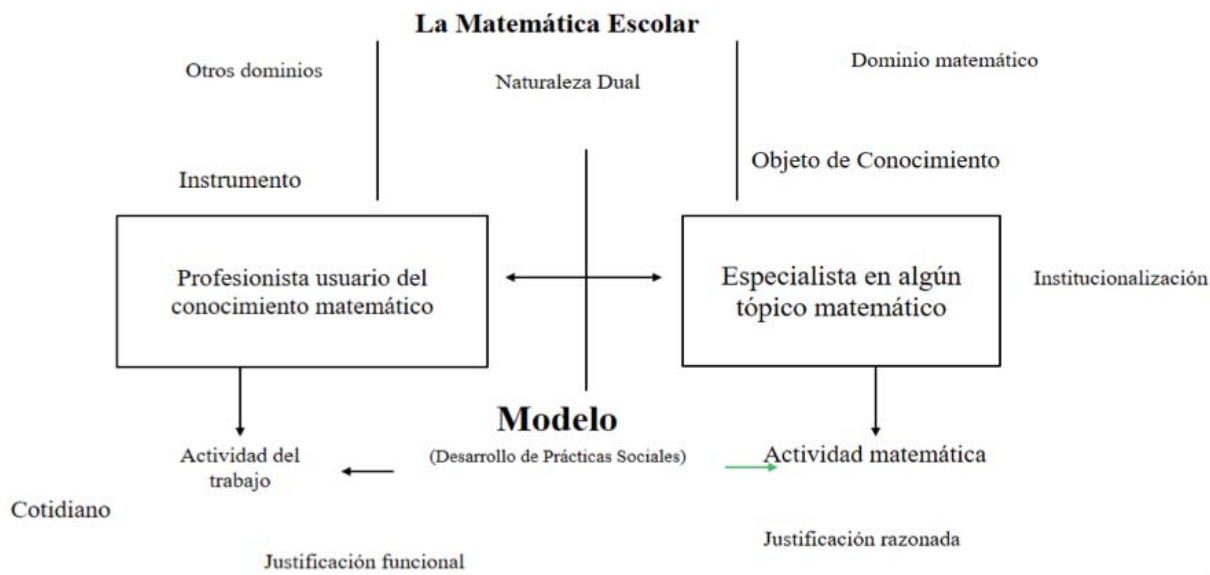 La Matemática Escolar
Otros dominios
Naturaleza Dual
Dominio matemático
Instrumento
Objeto de Conocimiento
Profesionista usuario del
conocimiento matemático
Especialista en algún
tópico matemático
Institucionalización
Modelo
(Desarrollo de Prácticas Sociales)
Actividad del
trabajo
Actividad matemática
Cotidiano
Justificación funcional
Justificación razonada